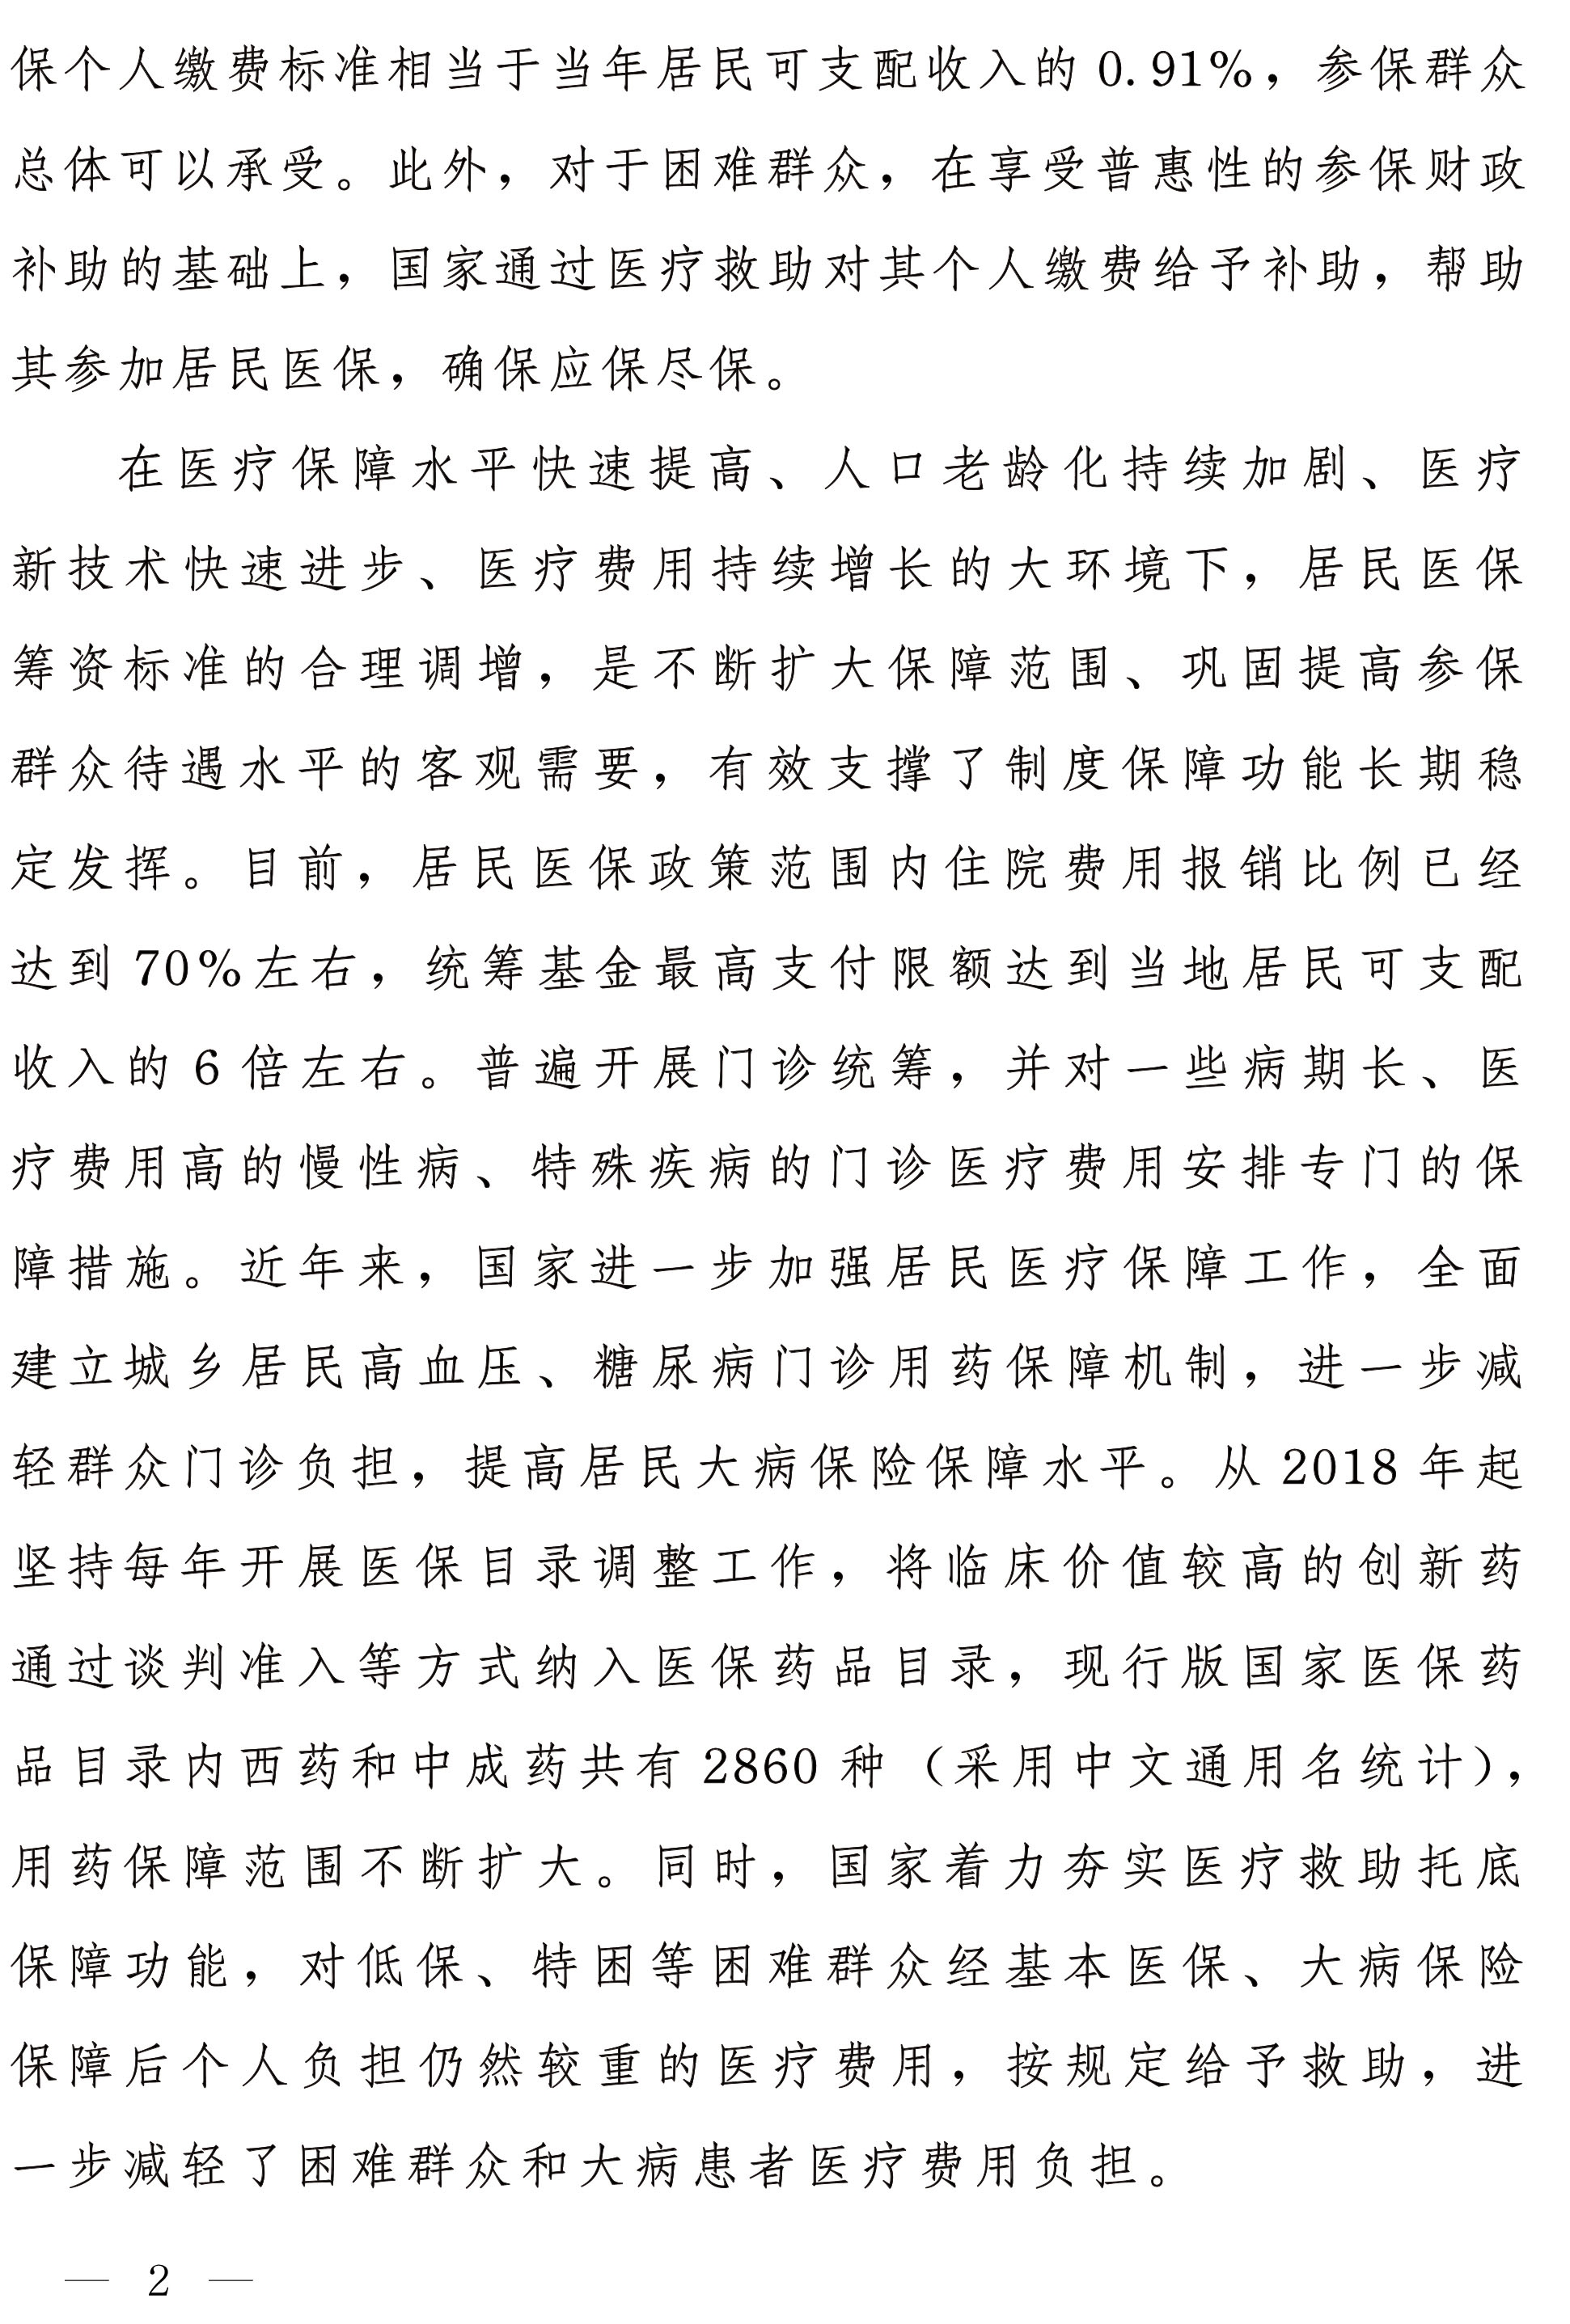 保个人缴费标准相当于当年居民可支配收入的 0.91%，参保群众
总体可以承受。此外，对于困难群众，在享受普惠性的参保财政
补助的基础上，国家通过医疗救助对其个人缴费给予补助，帮助
其参加居民医保，确保应保尽保。
在医疗保障水平快速提高、人口老龄化持续加剧、医疗
新技术快速进步、医疗费用持续增长的大环境下，居民医保
筹资标准的合理调增，是不断扩大保障范围、巩固提高参保
群众待遇水平的客观需要，有效支撑了制度保障功能长期稳
定发挥。目前，居民医保政策范围内住院费用报销比例已经
达到 70%左右，统筹基金最高支付限额达到当地居民可支配
收入的 6 倍左右。普遍开展门诊统筹，并对一些病期长、医
疗费用高的慢性病、特殊疾病的门诊医疗费用安排专门的保
障措施。近年来，国家进一步加强居民医疗保障工作，全面
建立城乡居民高血压、糖尿病门诊用药保障机制，进一步减
轻群众门诊负担，提高居民大病保险保障水平。从 2018 年起
坚持每年开展医保目录调整工作，将临床价值较高的创新药
通过谈判准入等方式纳入医保药品目录，现行版国家医保药
品目录内西药和中成药共有 2860 种（采用中文通用名统计），
用药保障范围不断扩大。同时，国家着力夯实医疗救助托底
保障功能，对低保、特困等困难群众经基本医保、大病保险
保障后个人负担仍然较重的医疗费用，按规定给予救助，进
一步减轻了困难群众和大病患者医疗费用负担。
— 2 —